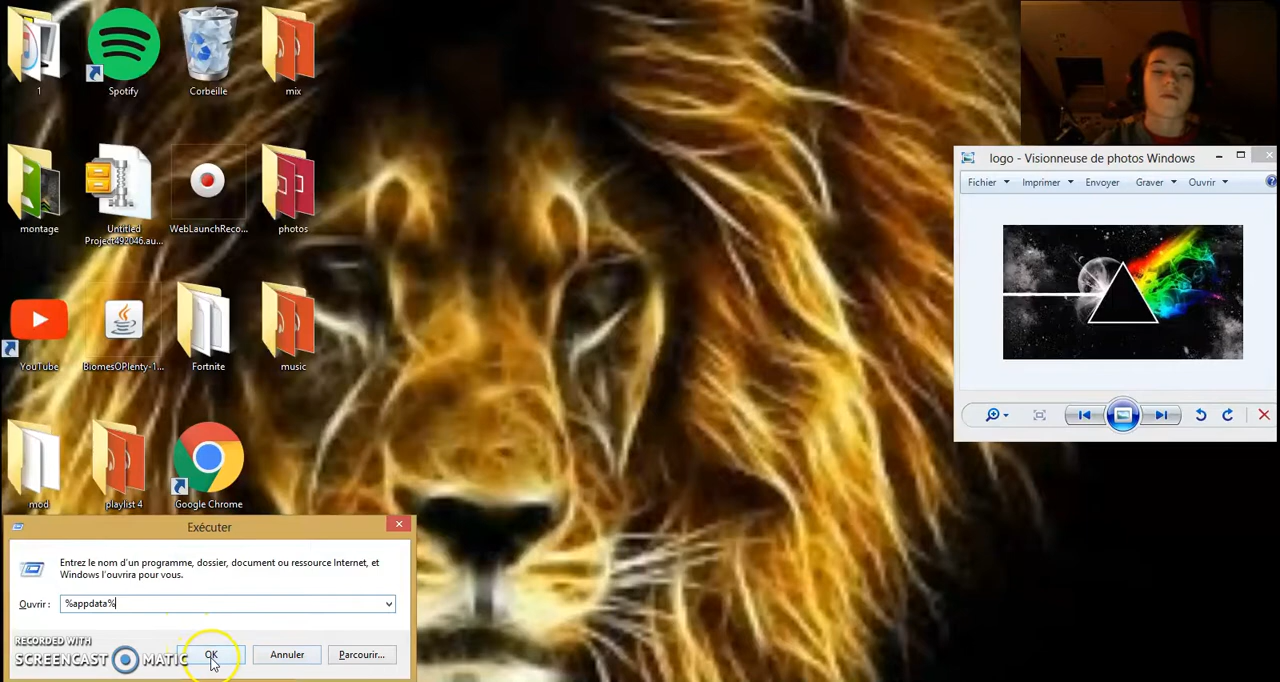 1
Spotify
Corbeille
mix
montage
Untitled
Project492046.au...
WebLaunchReco...
photos
YouTube
BiomesOPlenty-1...
Fortnite
music
mod
playlist 4
Google Chrome
logo - Visionneuse de photos Windows
Fichier
Imprimer
Envoyer
Graver
Ouvrir
Exécuter
Entrez le nom d'un programme, dossier, document ou ressource Internet, et
Windows l'ouvrira pour vous.
Ouvrir : %appdata%
OK
Annuler
Parcourir...
RECORDED WITH
SCREENCAST MATIC